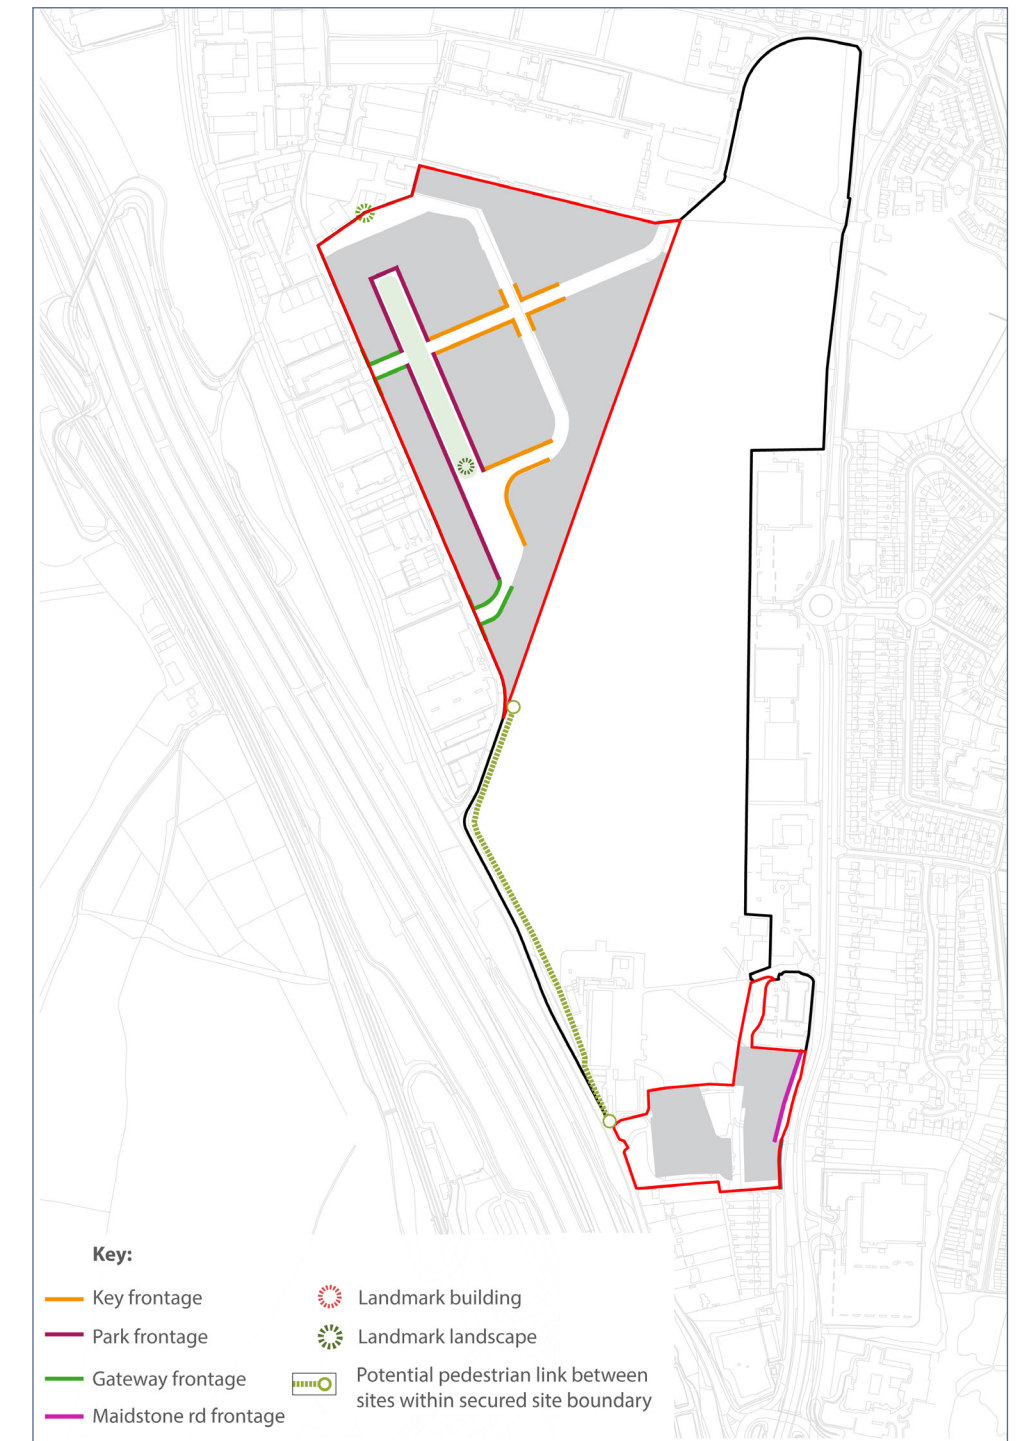 Key:
Key frontage
Park frontage
Gateway frontage
Maidstone rd frontage
Landmark building
Landmark landscape
Potential pedestrian link between
sites within secured site boundary